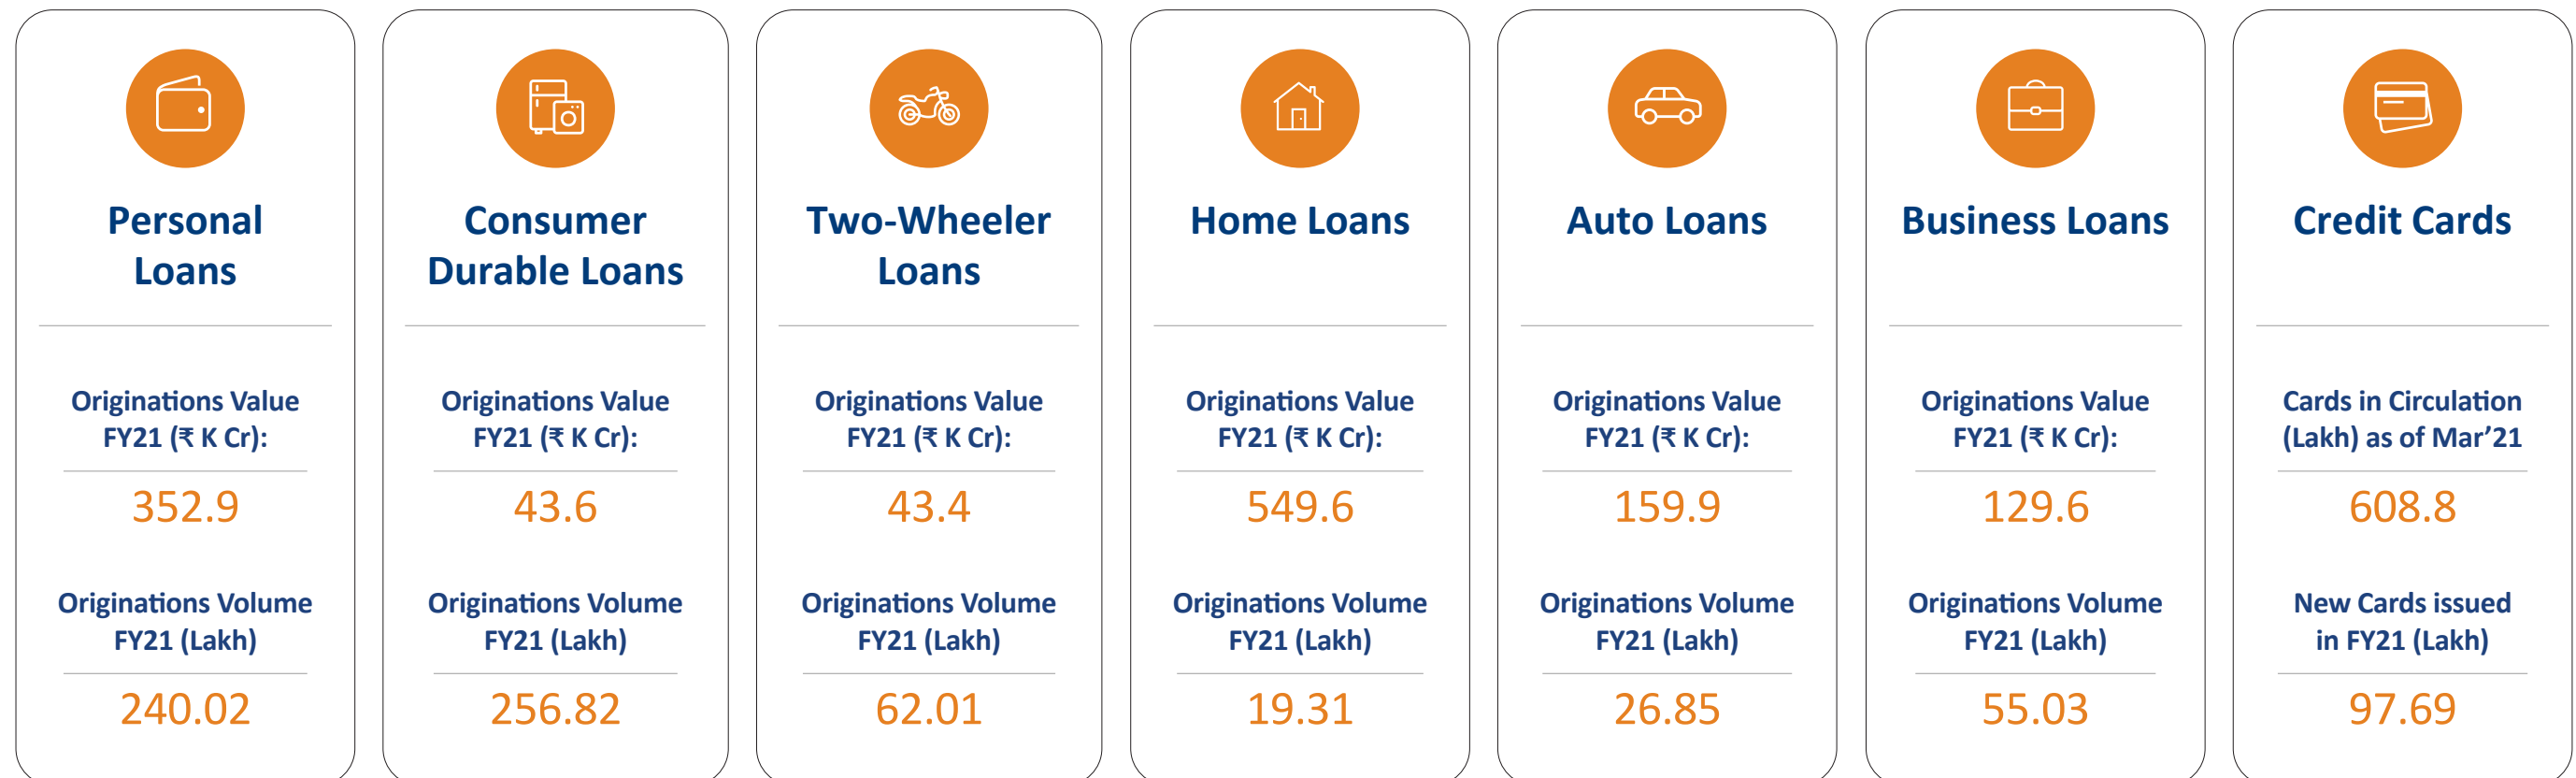 Personal
Loans
Originations Value
FY21 (₹ K Cr):
352.9
Originations Volume
FY21 (Lakh)
240.02
Consumer
Durable Loans
Originations Value
FY21 (₹ K Cr):
43.6
Originations Volume
FY21 (Lakh)
256.82
Two-Wheeler
Loans
Originations Value
FY21 (₹ K Cr):
43.4
Originations Volume
FY21 (Lakh)
62.01
Home Loans
Originations Value
FY21 (₹ K Cr):
549.6
Originations Volume
FY21 (Lakh)
19.31
Auto Loans
Originations Value
FY21 (₹ K Cr):
159.9
Originations Volume
FY21 (Lakh)
26.85
Business Loans
Originations Value
FY21 (₹ K Cr):
129.6
Originations Volume
FY21 (Lakh)
55.03
Credit Cards
Cards in Circulation
(Lakh) as of Mar’21
608.8
New Cards issued
in FY21 (Lakh)
97.69